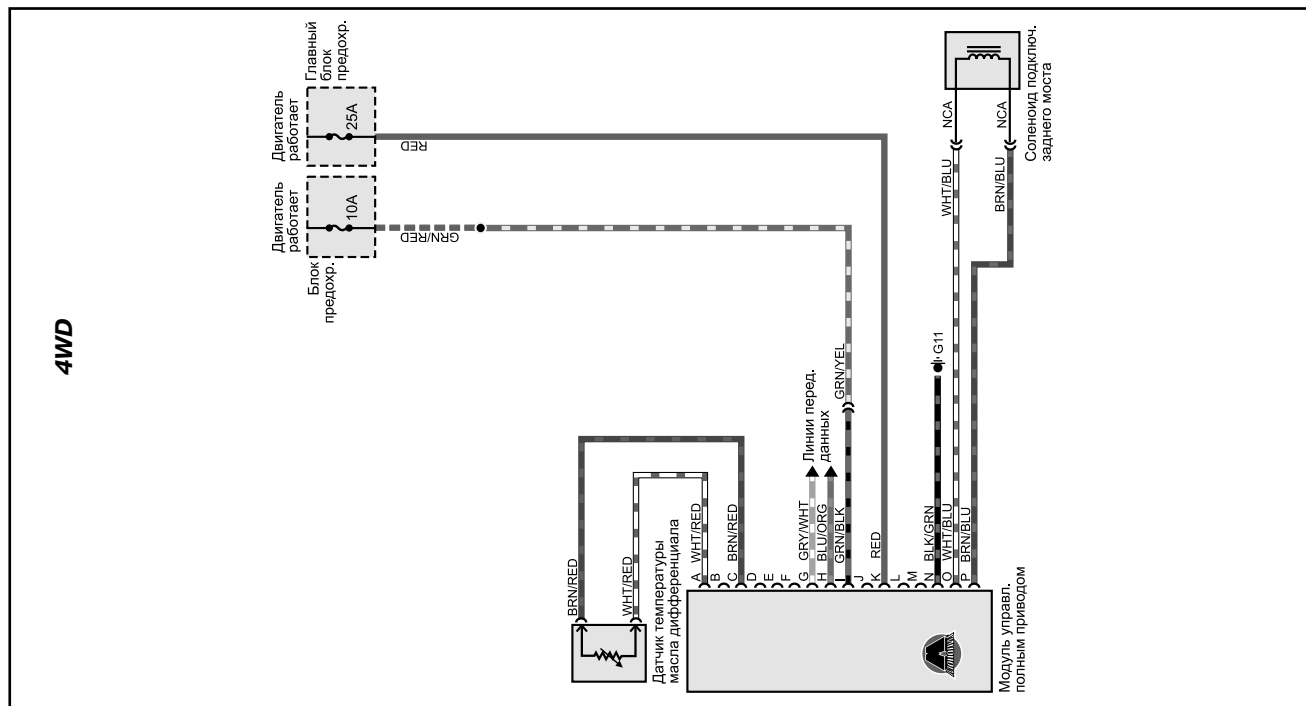 4WD
Двигатель
работает
Главный
блок
предохр.
25A
RED
Двигатель
работает
10A
Блок
предохр.
GRN/RED
NCA
NCA
Соленоид подключ.
заднего моста
WHT/BLU
BRN/BLU
G11
GRN/YEL
Линии перед.
данных
BRN/RED
WHT/RED
Датчик температуры
масла дифференциала
A WHT/RED
B
C BRN/RED
D
E
F
G GRY/WHT
H BLU/ORG
I GRN/BLK
J
K RED
L
M
N BLK/GRN
O WHT/BLU
P BRN/BLU
Модуль управл.
полным приводом